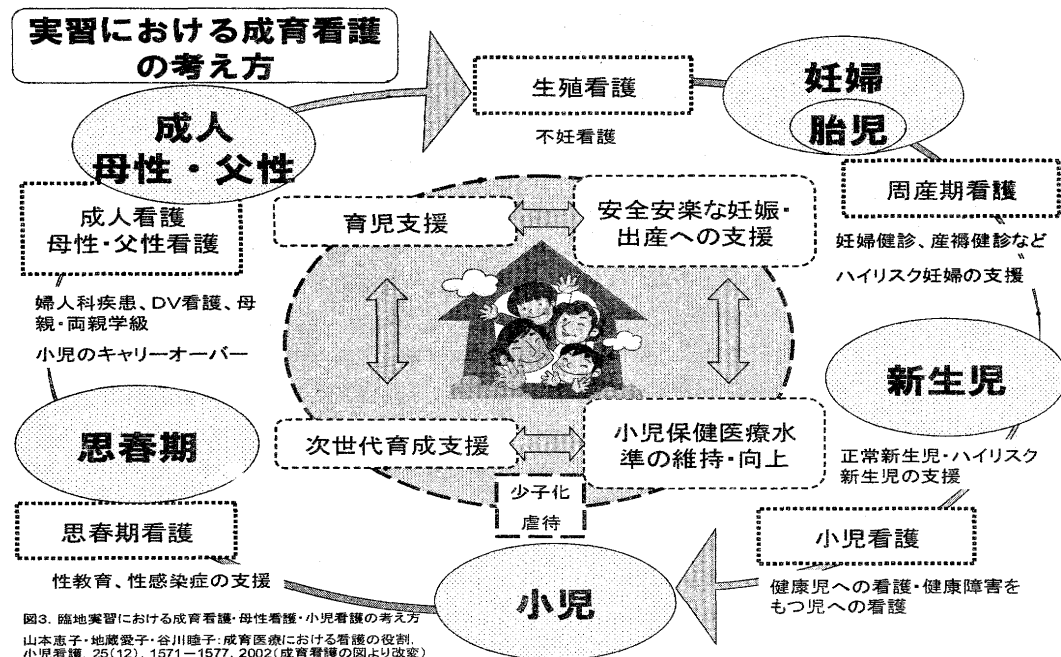 実習における成育看護
の考え方
成人
母性・父性
成人看護
母性・父性看護
婦人科疾患、DV看護、母
親・両親学級
小児のキャリーオーバー
生殖看護
不妊看護
妊婦
胎児
周産期看護
妊婦健診、産褥健診など
ハイリスク妊婦の支援
育児支援
安全安楽な妊娠・
出産への支援
次世代育成支援
小児保健医療水
準の維持・向上
少子化
虐待
新生児
正常新生児・ハイリスク
新生児の支援
思春期
思春期看護
性教育、性感染症の支援
小児
小児看護
健康児への看護・健康障害を
もつ児への看護
図3. 臨地実習における成育看護・母性看護・小児看護の考え方
山本恵子・地蔵愛子・谷川睦子：成育医療における看護の役割,
小児看護, 25(12), 1571－1577, 2002(成育看護の図より改変)